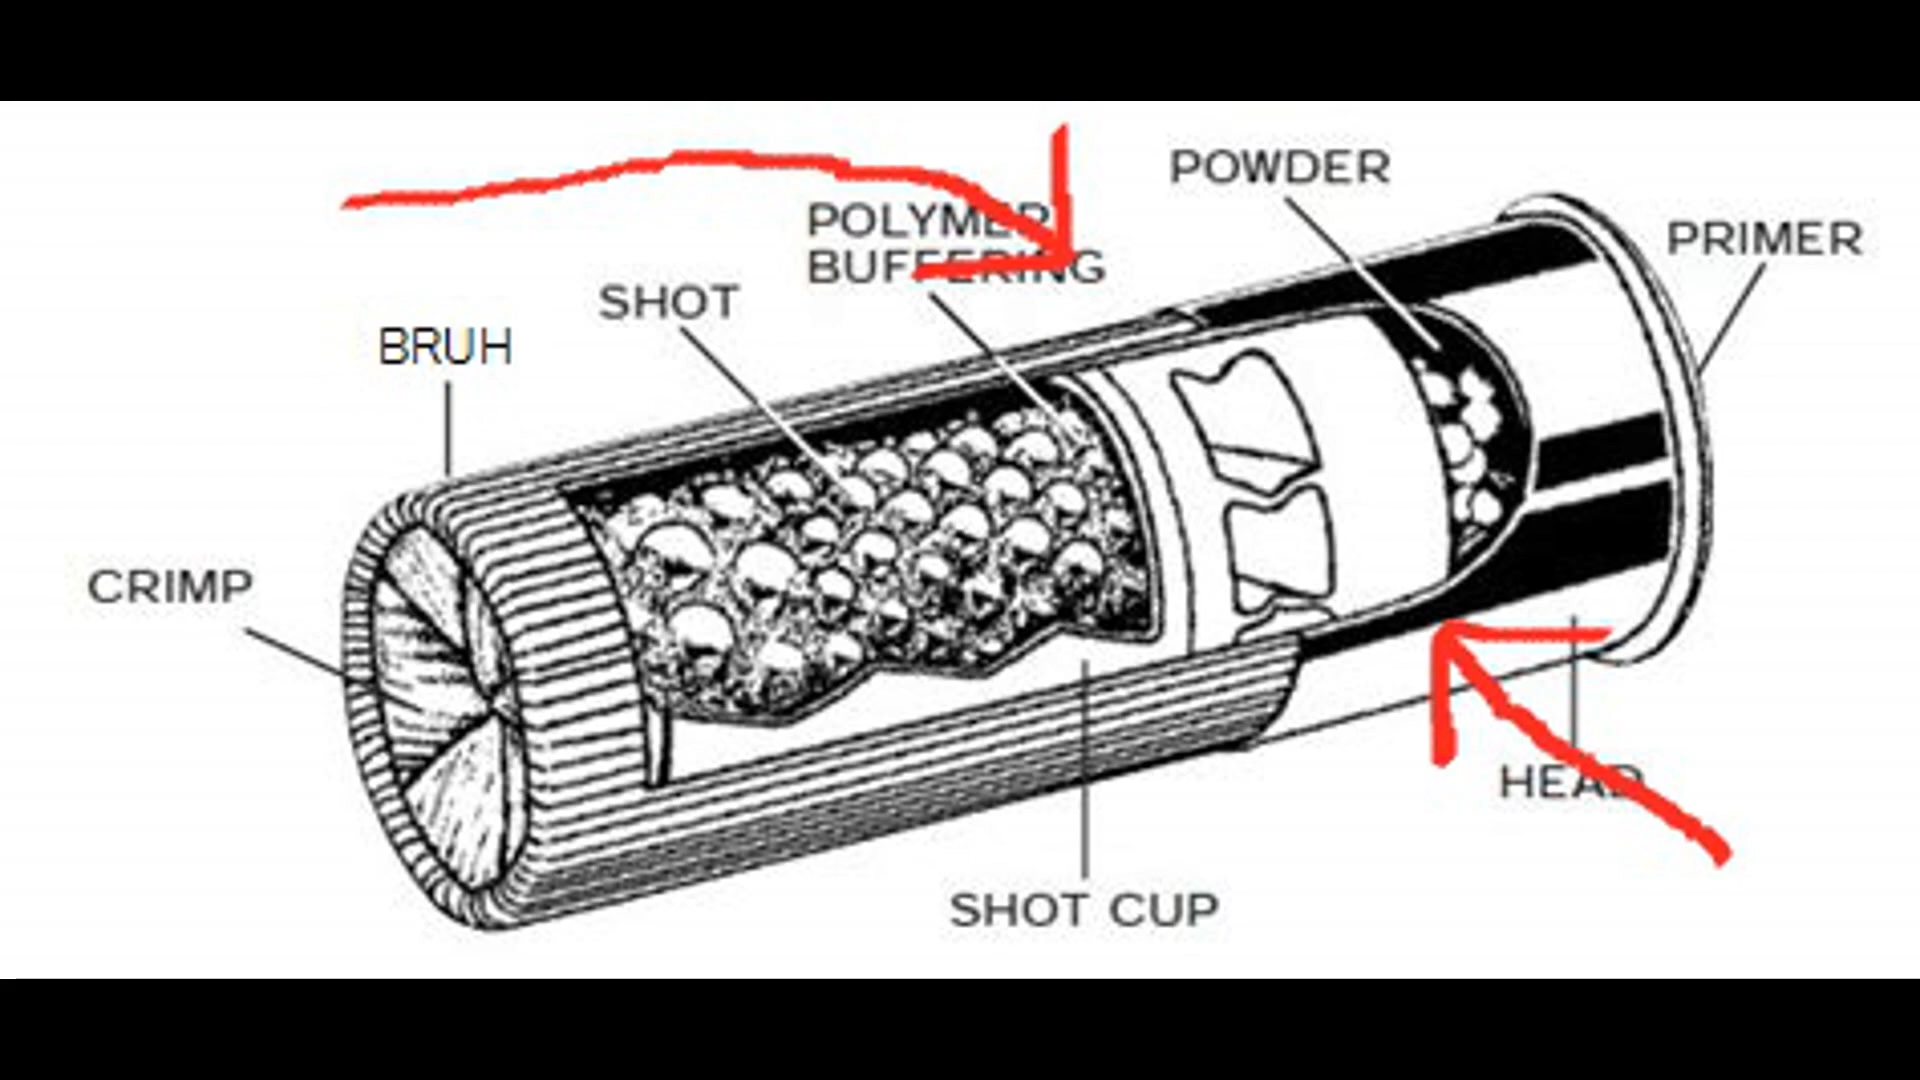 POWDER
POLYMER
BUFFERING
PRIMER
SHOT
BRUH
CRIMP
HEAD
SHOT CUP